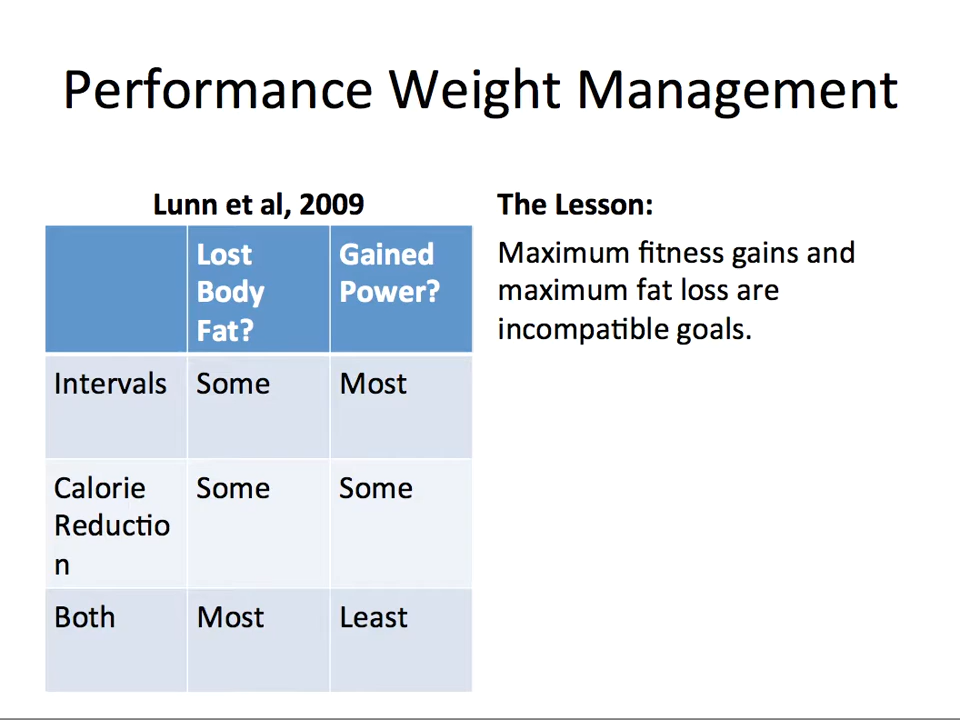 Performance Weight Management
Lunn et al, 2009
Lost
Body
Fat?
Gained
Power?
Intervals
Some
Most
Calorie
Reductio
n
Some
Some
Both
Most
Least
The Lesson:
Maximum fitness gains and
maximum fat loss are
incompatible goals.